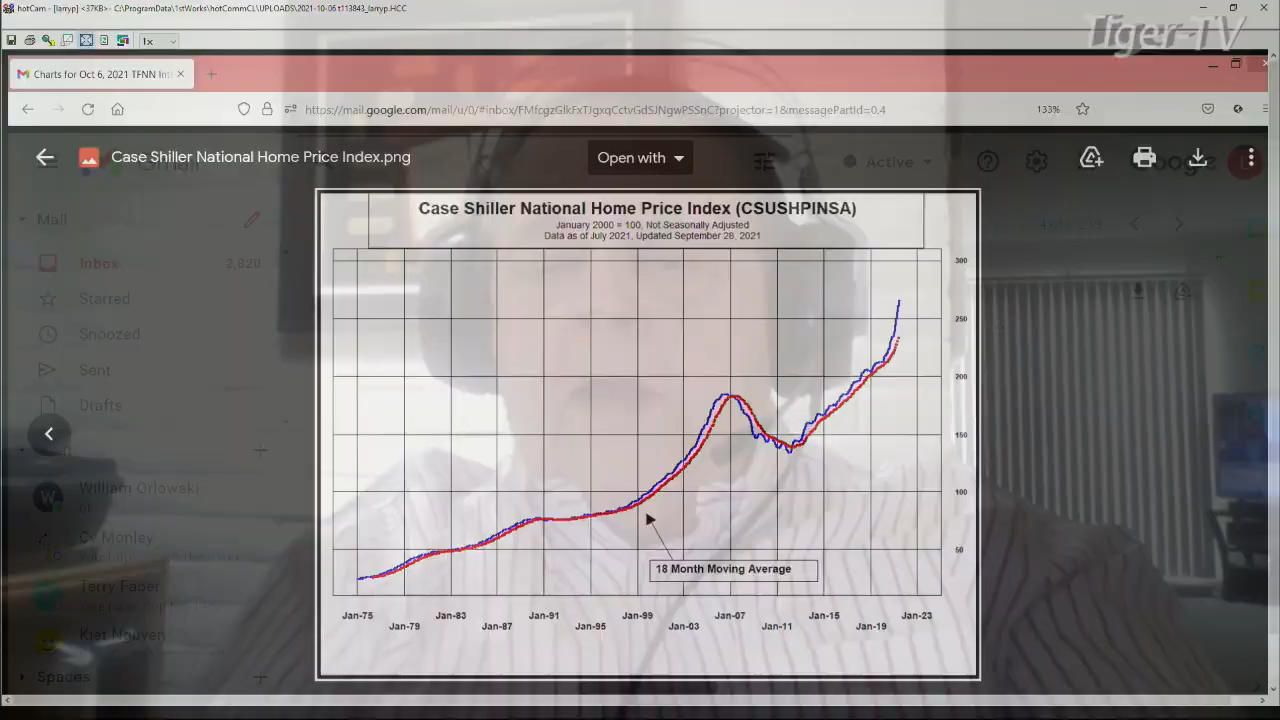 hotCam - [larryp] <37KB> - C:\ProgramData\1stWorks\hotCommCL\UPLOADS\2021-10-06 t113843_larryp.HCC
Tiger-TV
1x
Charts for Oct 6, 2021 TFNN Int
https://mail.google.com/mail/u/0/#inbox/FMfcgzGlkFxTJgxqCctvGdSJNgwPSSnC?projector=1&messagePartId=0.4
133%
Case Shiller National Home Price Index.png
Open with
Active
Gmail
Mail
Inbox 2,820
Starred
Snoozed
Sent
Drafts
William Orlowski
Cy Monley
Terry Faber
Kiet Nguyen
Spaces
Case Shiller National Home Price Index (CSUSHPINSA)
January 2000 = 100, Not Seasonally Adjusted
Data as of July 2021, Updated September 28, 2021
300
250
200
150
100
50
18 Month Moving Average
Jan-75 Jan-83 Jan-91 Jan-99 Jan-07 Jan-15 Jan-23
Jan-79 Jan-87 Jan-95 Jan-03 Jan-11 Jan-19